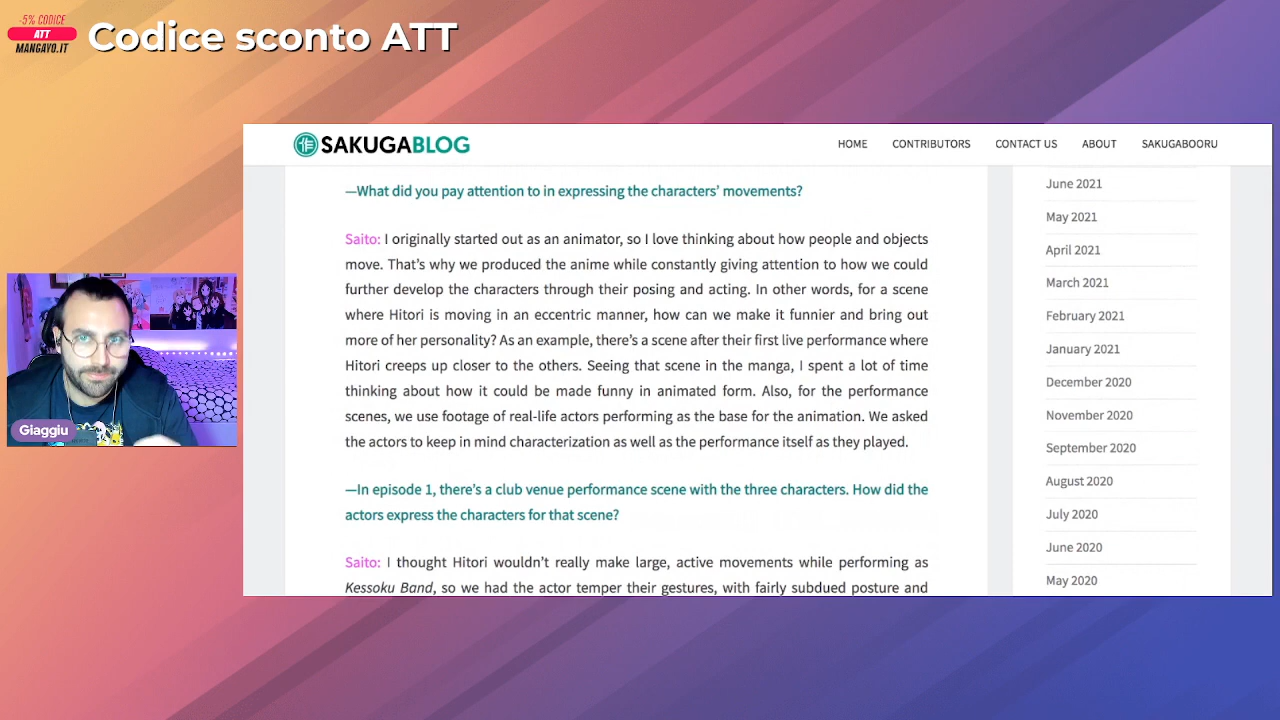 -5% CODICE
ATT
MANGAYO.IT
Codice sconto ATT
SAKUGABLOG
HOME CONTRIBUTORS CONTACT US ABOUT SAKUGABOORU
—What did you pay attention to in expressing the characters’ movements?
Saito: I originally started out as an animator, so I love thinking about how people and objects
move. That’s why we produced the anime while constantly giving attention to how we could
further develop the characters through their posing and acting. In other words, for a scene
where Hitori is moving in an eccentric manner, how can we make it funnier and bring out
more of her personality? As an example, there’s a scene after their first live performance where
Hitori creeps up closer to the others. Seeing that scene in the manga, I spent a lot of time
thinking about how it could be made funny in animated form. Also, for the performance
scenes, we use footage of real-life actors performing as the base for the animation. We asked
the actors to keep in mind characterization as well as the performance itself as they played.
—In episode 1, there’s a club venue performance scene with the three characters. How did the
actors express the characters for that scene?
Saito: I thought Hitori wouldn’t really make large, active movements while performing as
Kessoku Band, so we had the actor temper their gestures, with fairly subdued posture and
June 2021
May 2021
April 2021
March 2021
February 2021
January 2021
December 2020
November 2020
September 2020
August 2020
July 2020
June 2020
May 2020
Giaggiu